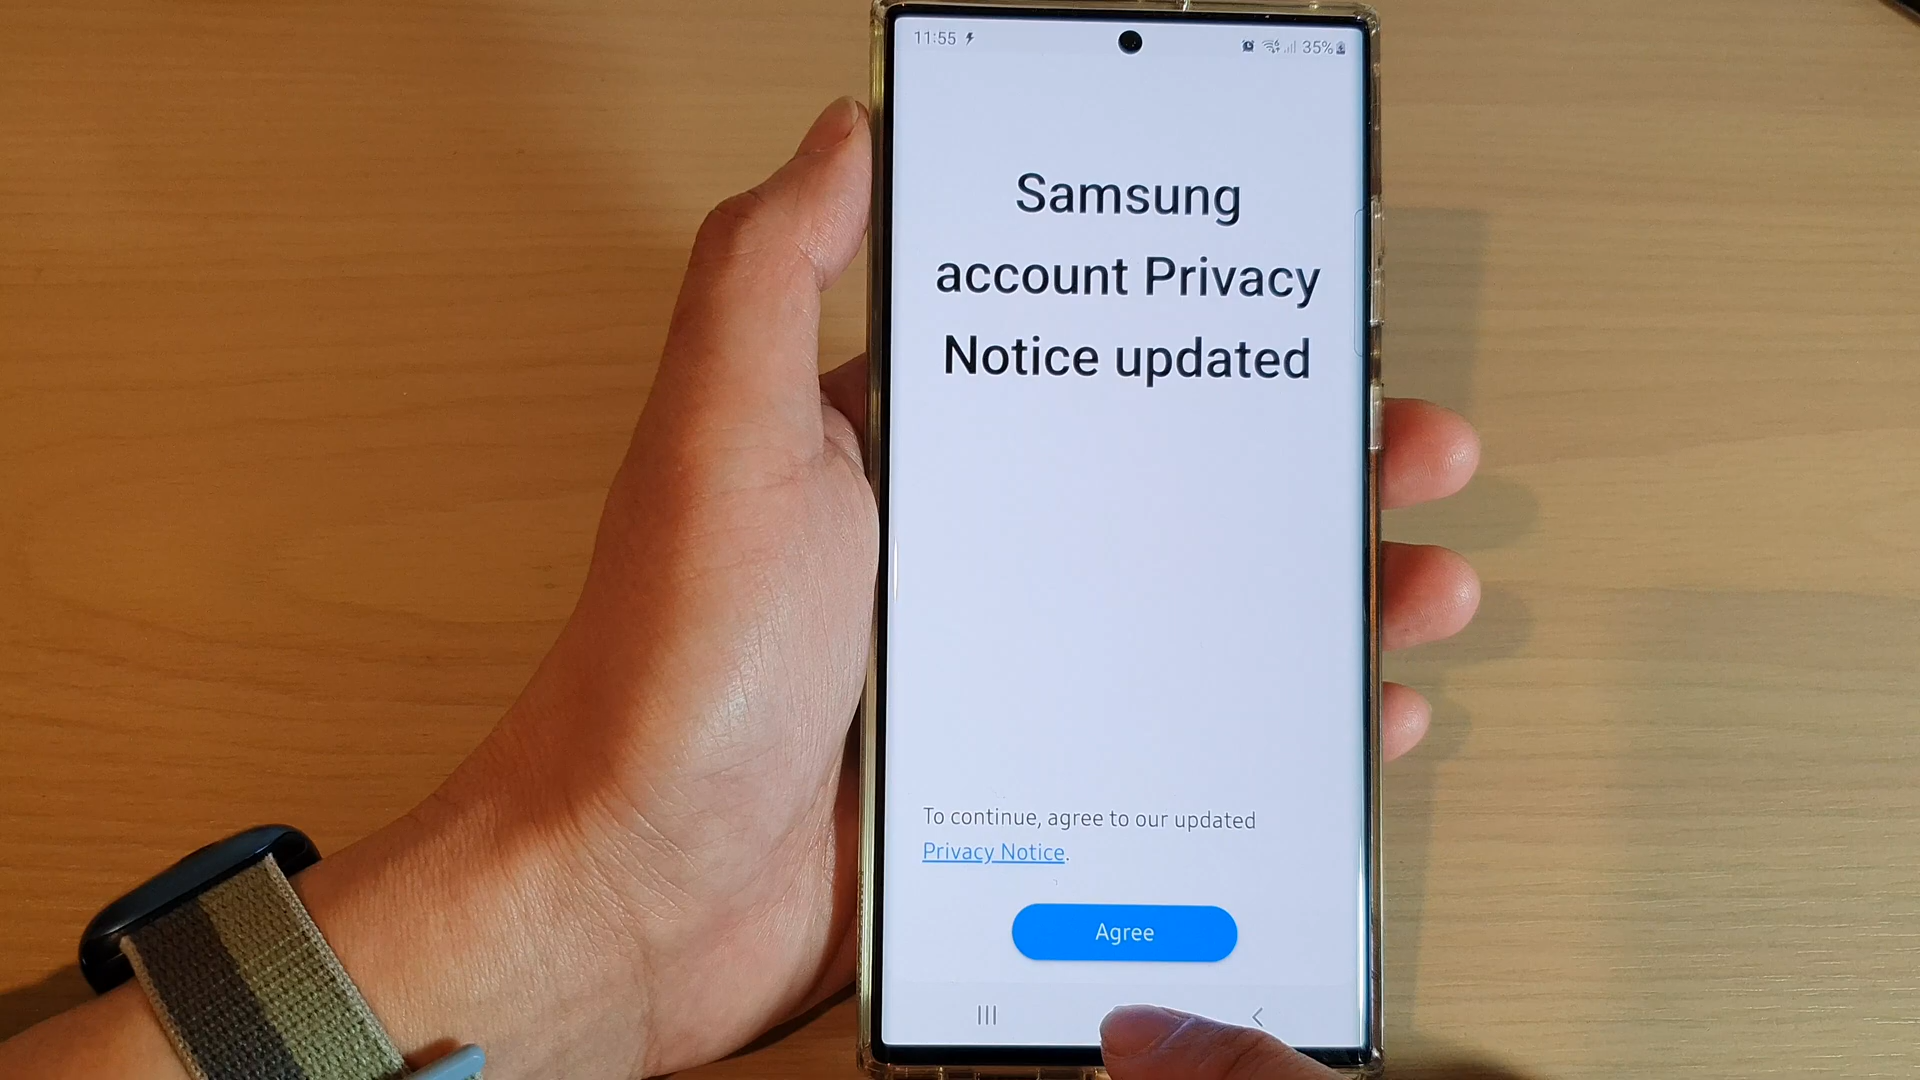 11:55 35%
Samsung
account Privacy
Notice updated
To continue, agree to our updated
Privacy Notice.
Agree